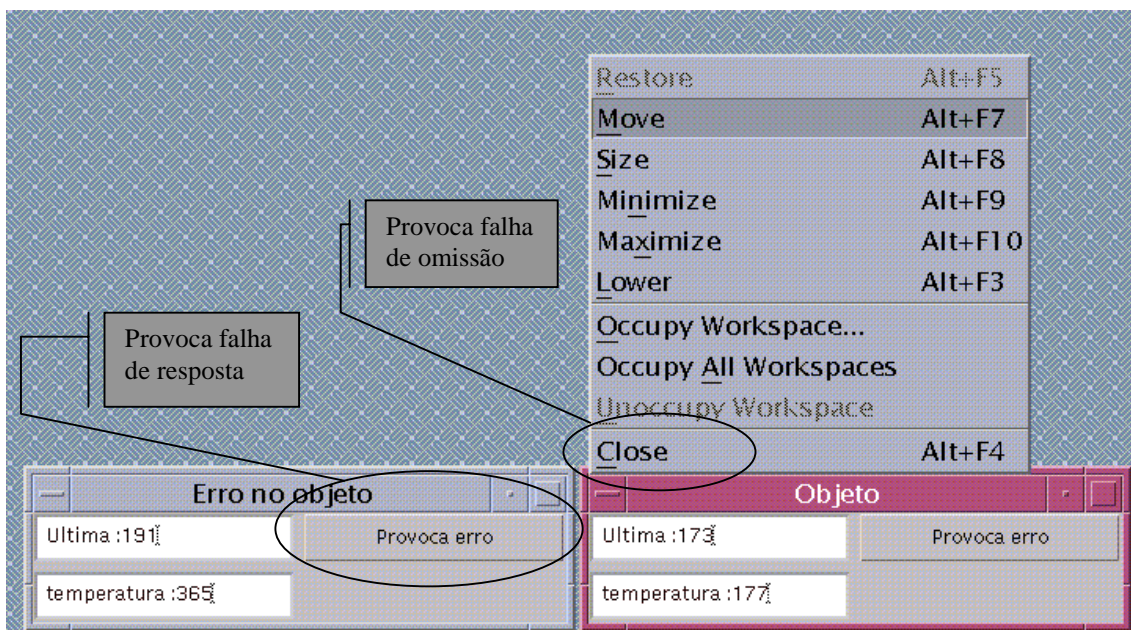 Restore Alt+F5
Move Alt+F7
Size Alt+F8
Minimize Alt+F9
Maximize Alt+F10
Lower Alt+F3
Occupy Workspace...
Occupy All Workspaces
Unoccupy Workspace
Close Alt+F4
Provoca falha
de omissão
Provoca falha
de resposta
Erro no objeto
Ultima :191
Provoca erro
temperatura :365
Objeto
Ultima :173
Provoca erro
temperatura :177